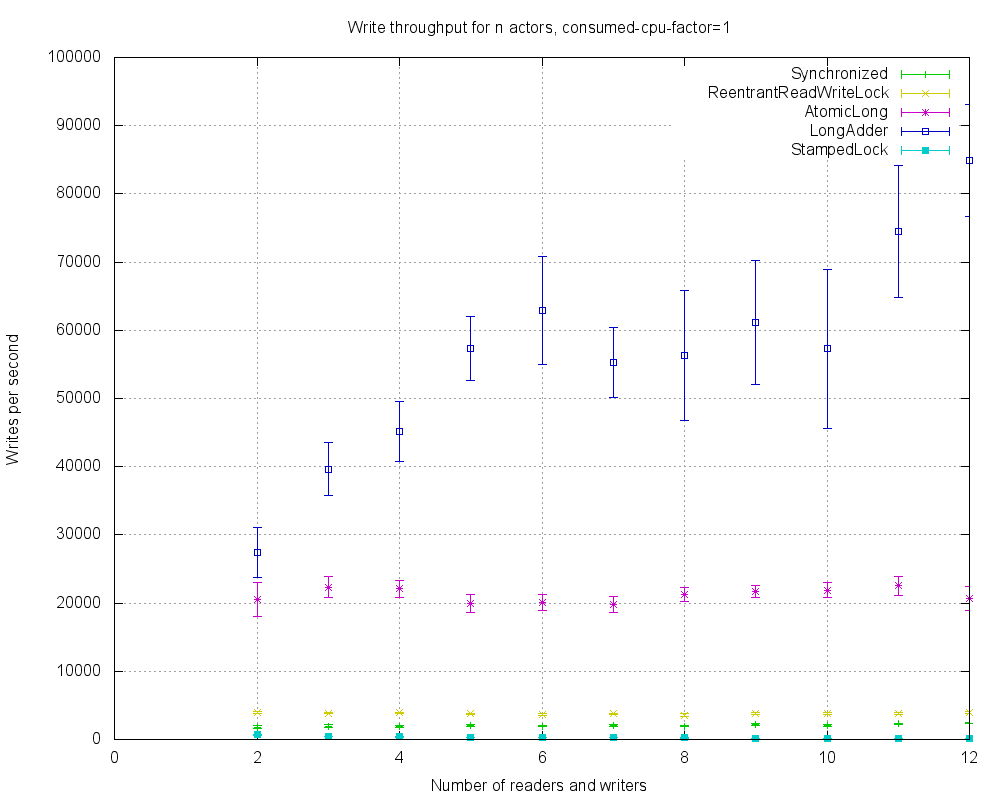 Write throughput for n actors, consumed-cpu-factor=1
100000
90000
80000
70000
60000
50000
40000
30000
20000
10000
0
Writes per second
Synchronized
ReentrantReadWriteLock
AtomicLong
LongAdder
StampedLock
0 2 4 6 8 10 12
Number of readers and writers